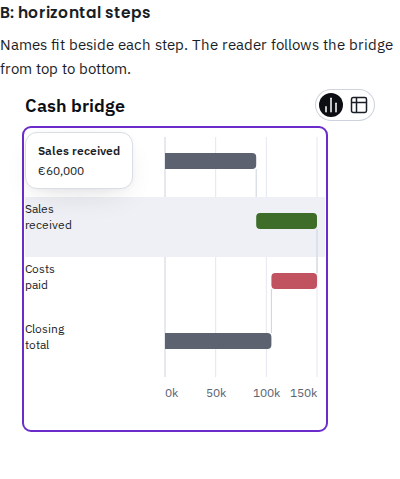 B: horizontal steps
Names fit beside each step. The reader follows the bridge
from top to bottom.
Cash bridge
Sales received
€60,000
Sales
received
Costs
paid
Closing
total
0k 50k 100k 150k